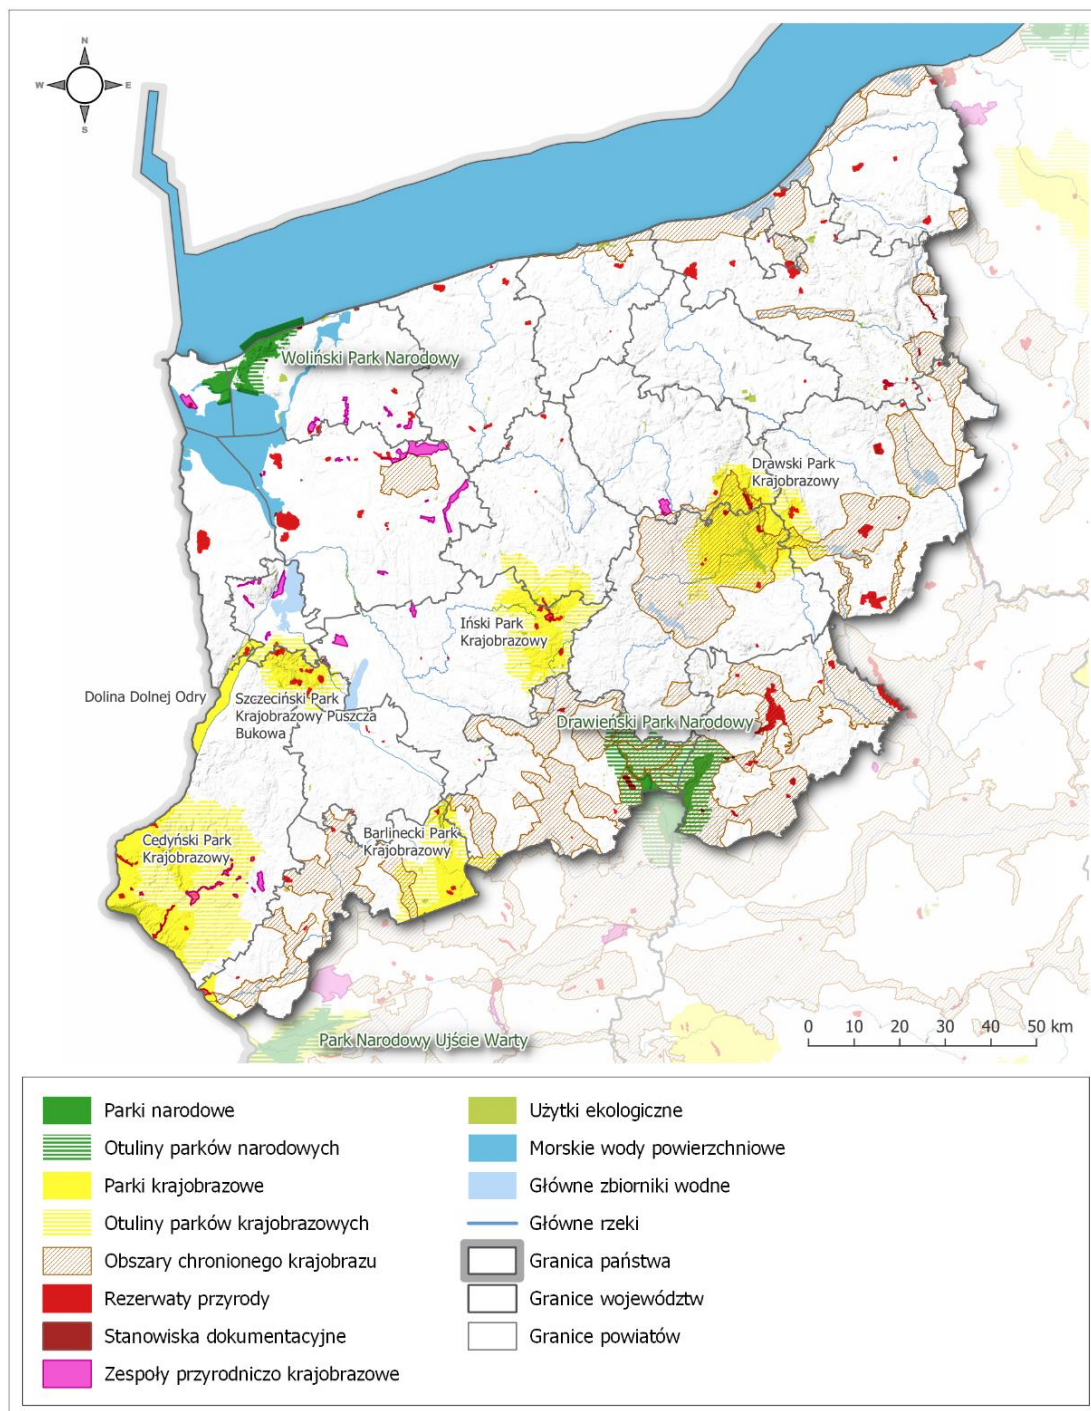 N
W E
S
Woliński Park Narodowy
Drawski Park
Krajobrazowy
Iński Park
Krajobrazowy
Dolina Dolnej Odry
Szczeciński Park
Krajobrazowy Puszcza
Bukowa
Drawieński Park Narodowy
Cedyński Park
Krajobrazowy
Barlinecki Park
Krajobrazowy
Park Narodowy Ujście Warty
0 10 20 30 40 50 km
Parki narodowe
Otuliny parków narodowych
Parki krajobrazowe
Otuliny parków krajobrazowych
Obszary chronionego krajobrazu
Rezerwaty przyrody
Stanowiska dokumentacyjne
Zespoły przyrodniczo krajobrazowe
Użytki ekologiczne
Morskie wody powierzchniowe
Główne zbiorniki wodne
Główne rzeki
Granica państwa
Granice województw
Granice powiatów